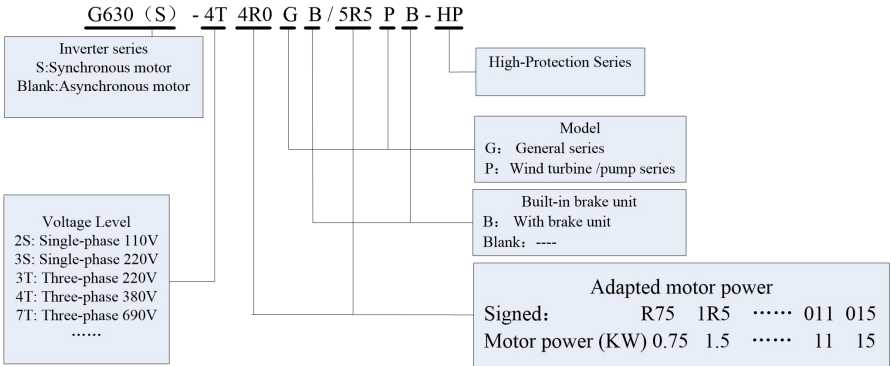 G630（S）-4T 4R0 G B / 5R5 P B - HP
Inverter series
S:Synchronous motor
Blank:Asynchronous motor
High-Protection Series
Model
G： General series
P： Wind turbine /pump series
Built-in brake unit
B： With brake unit
Blank：----
Voltage Level
2S: Single-phase 110V
3S: Single-phase 220V
3T: Three-phase 220V
4T: Three-phase 380V
7T: Three-phase 690V
······
Adapted motor power
Signed： R75 1R5 ······ 011 015
Motor power (KW) 0.75 1.5 ······ 11 15